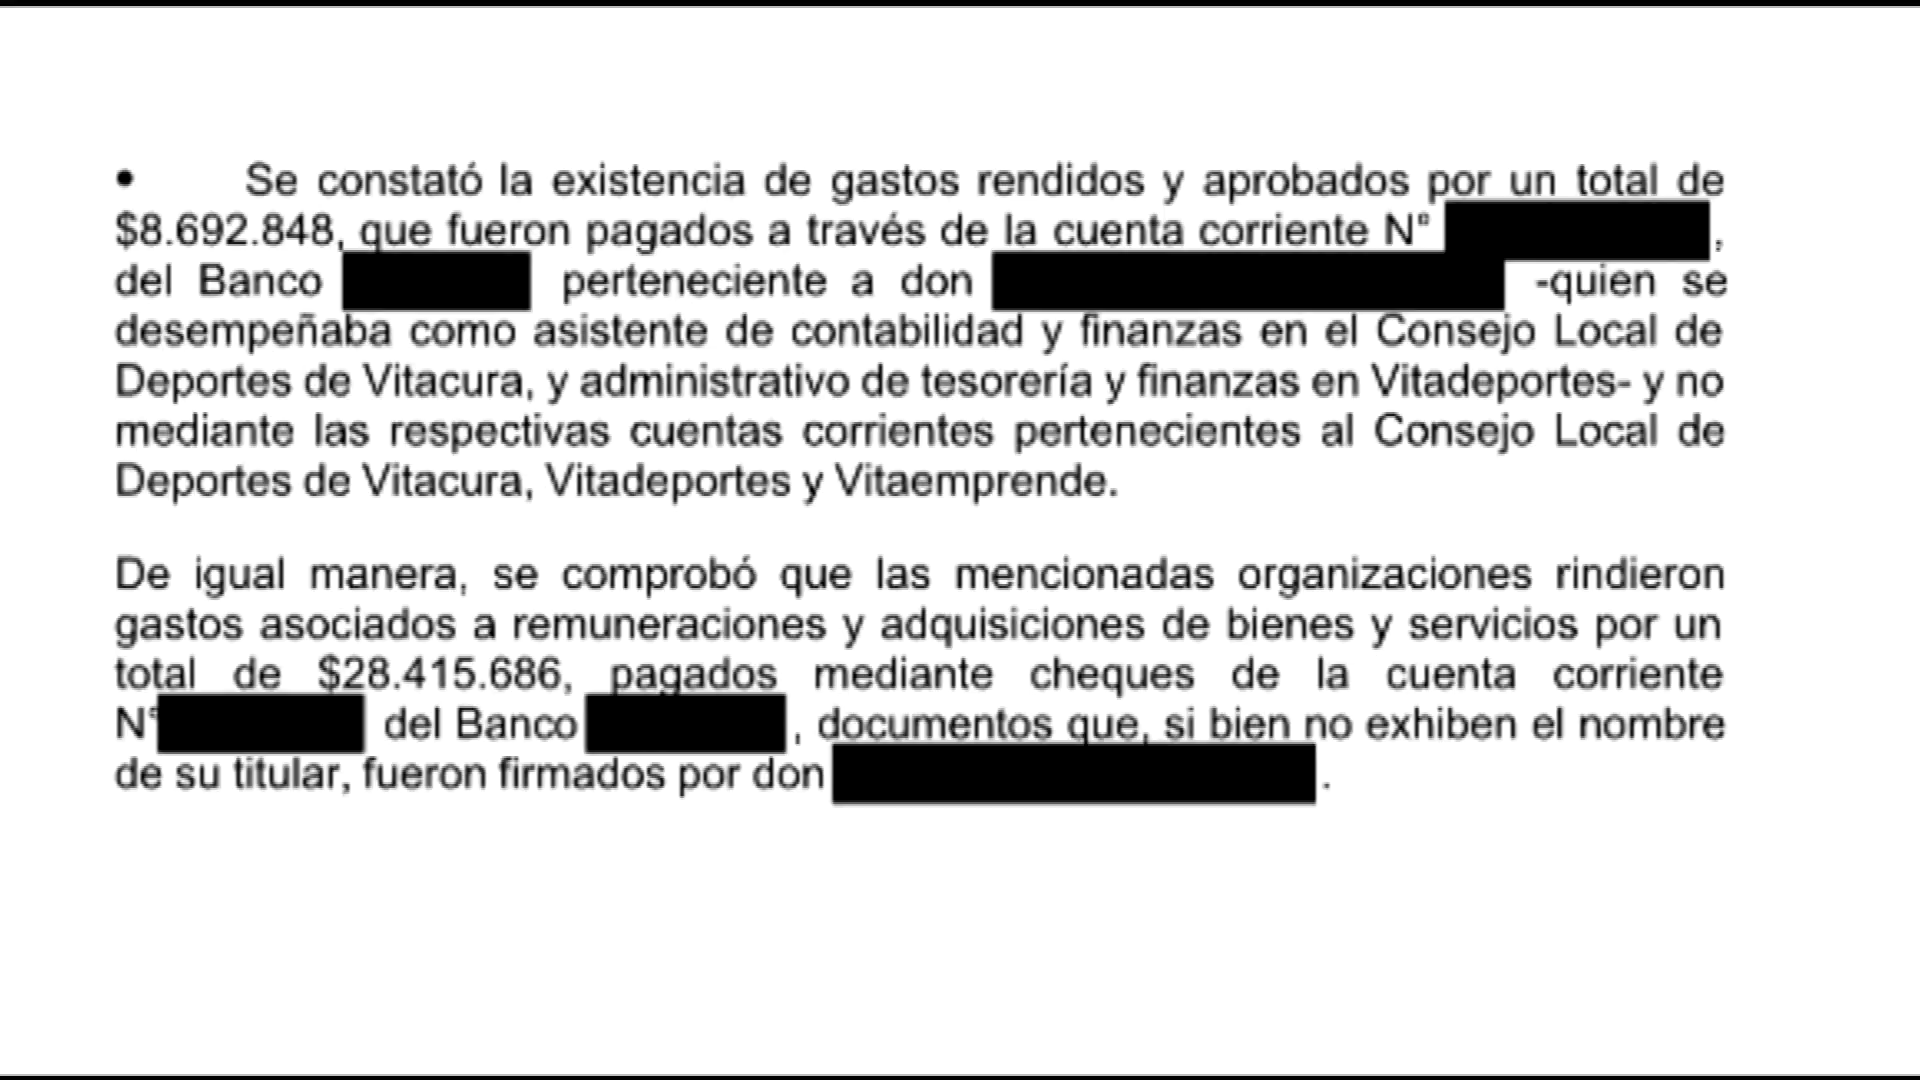 • Se constató la existencia de gastos rendidos y aprobados por un total de
$8.692.848, que fueron pagados a través de la cuenta corriente N° ,
del Banco perteneciente a don -quien se
desempeñaba como asistente de contabilidad y finanzas en el Consejo Local de
Deportes de Vitacura, y administrativo de tesorería y finanzas en Vitadeportes- y no
mediante las respectivas cuentas corrientes pertenecientes al Consejo Local de
Deportes de Vitacura, Vitadeportes y Vitaemprende.
De igual manera, se comprobó que las mencionadas organizaciones rindieron
gastos asociados a remuneraciones y adquisiciones de bienes y servicios por un
total de $28.415.686, pagados mediante cheques de la cuenta corriente
N° del Banco , documentos que, si bien no exhiben el nombre
de su titular, fueron firmados por don .